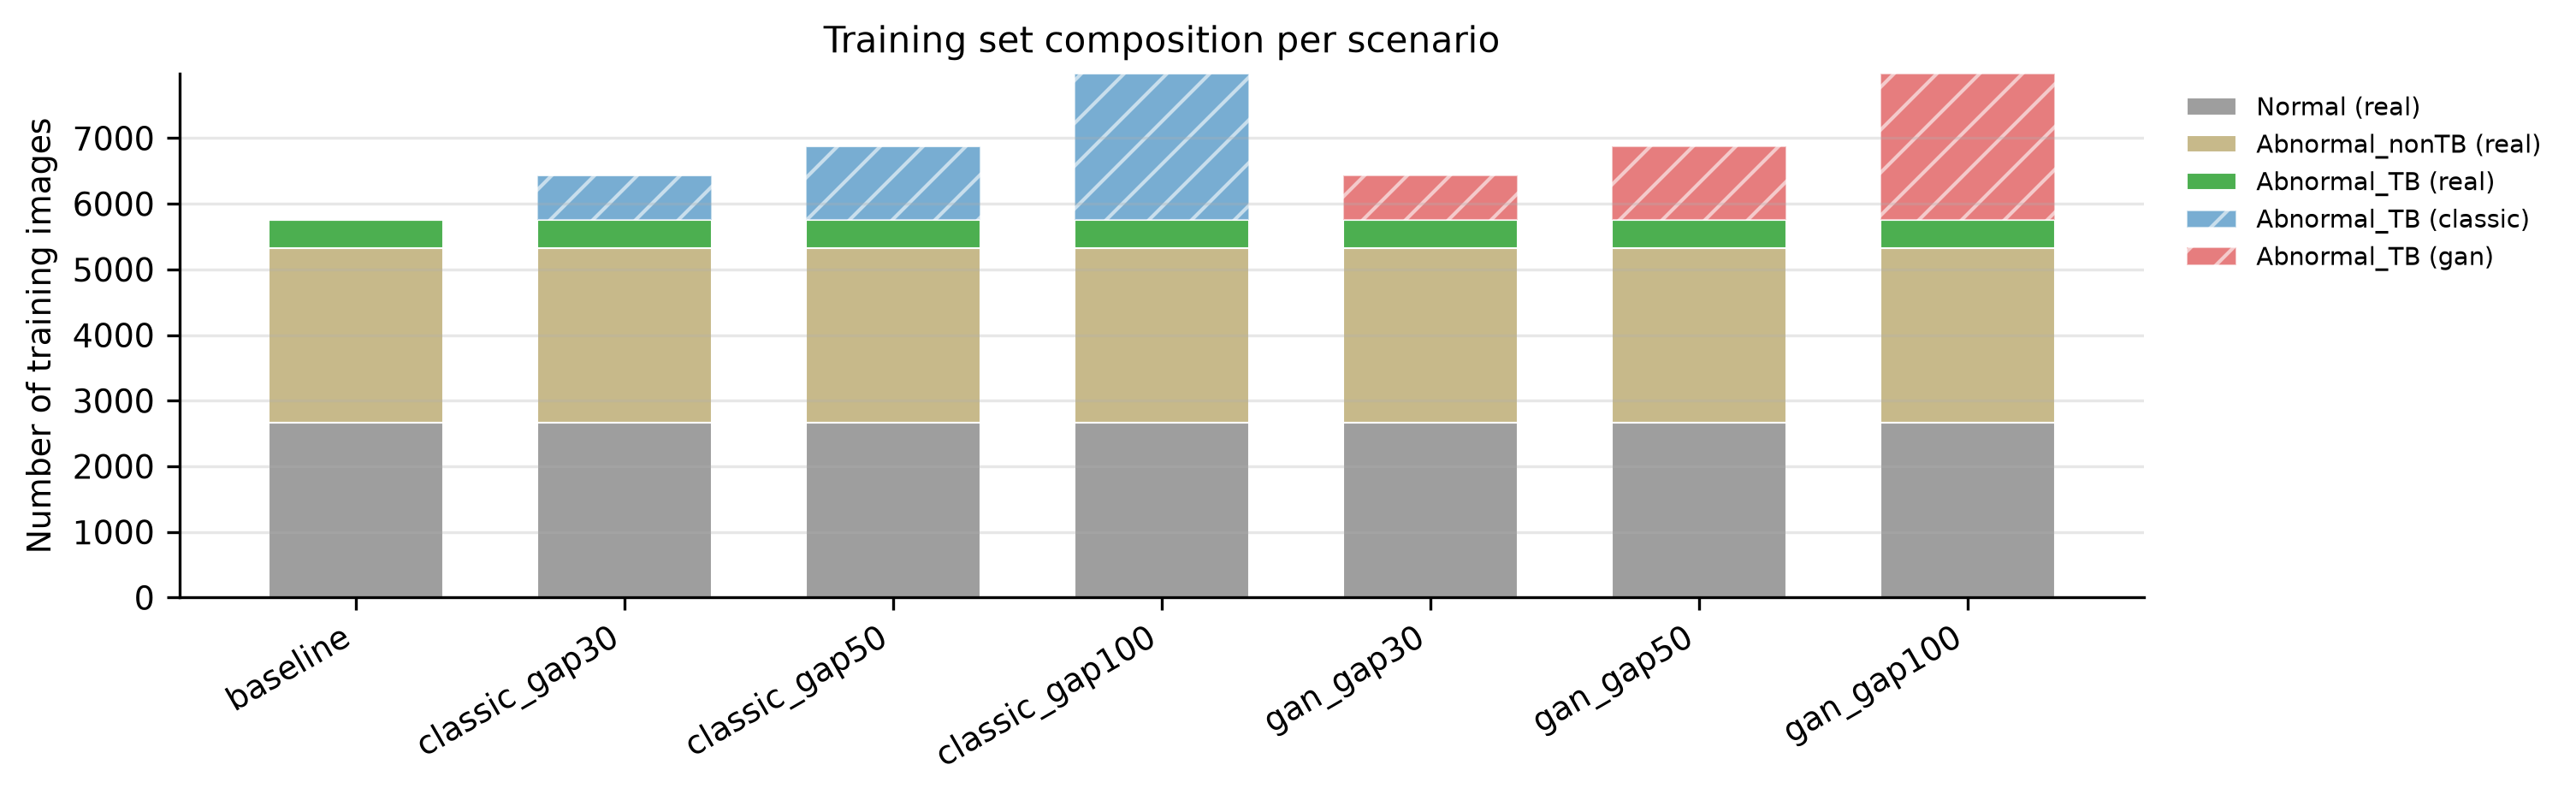 Training set composition per scenario
Number of training images
7000
6000
5000
4000
3000
2000
1000
0
baseline
classic_gap30
classic_gap50
classic_gap100
gan_gap30
gan_gap50
gan_gap100
Normal (real)
Abnormal_nonTB (real)
Abnormal_TB (real)
Abnormal_TB (classic)
Abnormal_TB (gan)